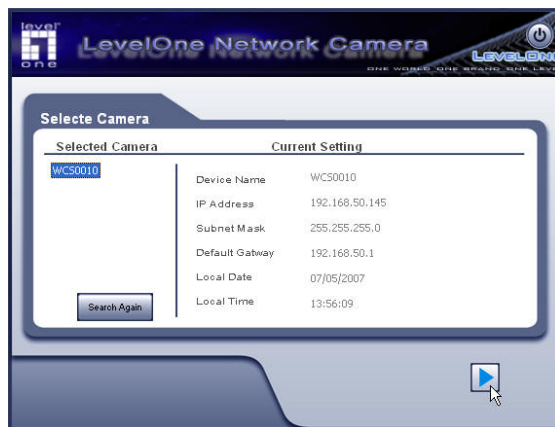 level
one
LevelOne Network Camera
LEVELONE
ONE WORLD ONE BRAND ONE LEVE
Selecte Camera
Selected Camera
Current Setting
WCS0010
Device Name WCS0010
IP Address 192.168.50.145
Subnet Mask 255.255.255.0
Default Gatway 192.168.50.1
Local Date 07/05/2007
Local Time 13:56:09
Search Again